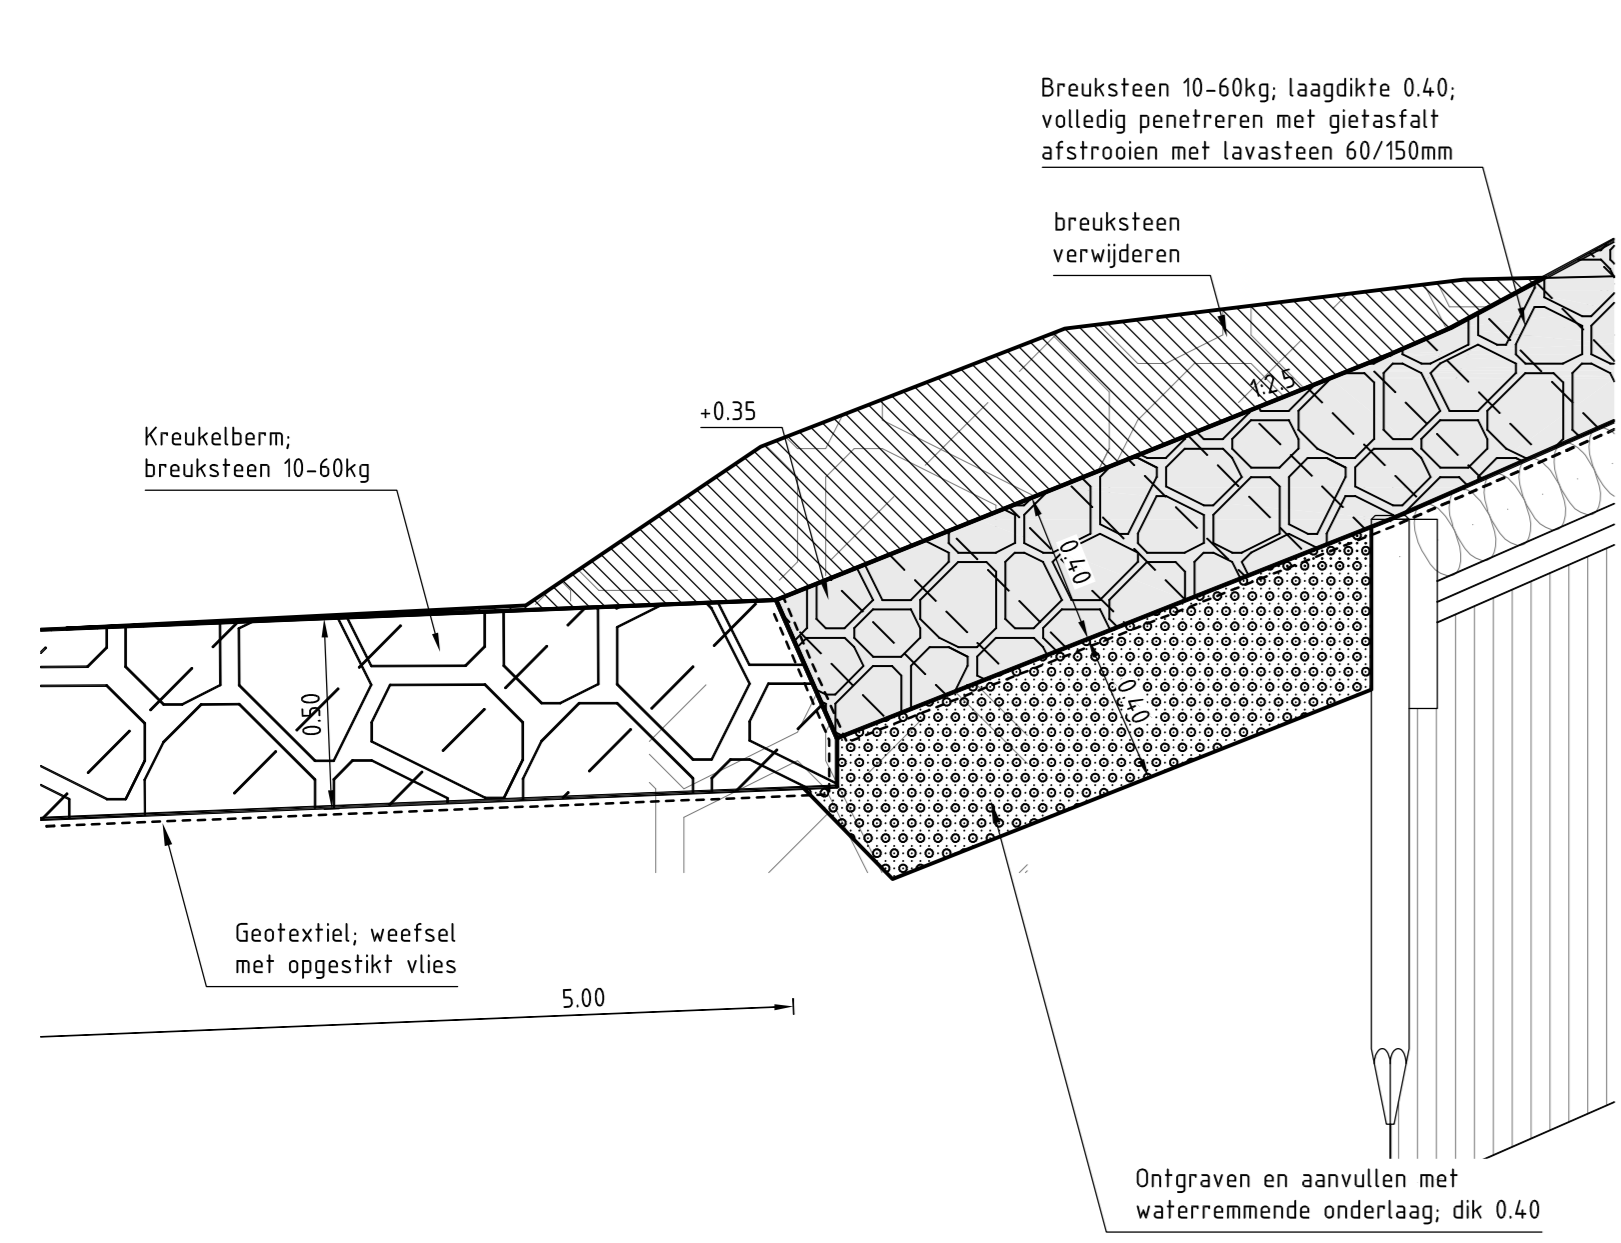 Breuksteen 10-60kg; laagdikte 0.40;
volledig penetreren met gietasfalt
afstrooien met lavasteen 60/150mm
breuksteen
verwijderen
1:2.5
+0.35
Kreukelberm;
breuksteen 10-60kg
0.40
0.50
0.40
Geotextiel; weefsel
met opgestikt vlies
5.00
Ontgraven en aanvullen met
waterremmende onderlaag; dik 0.40